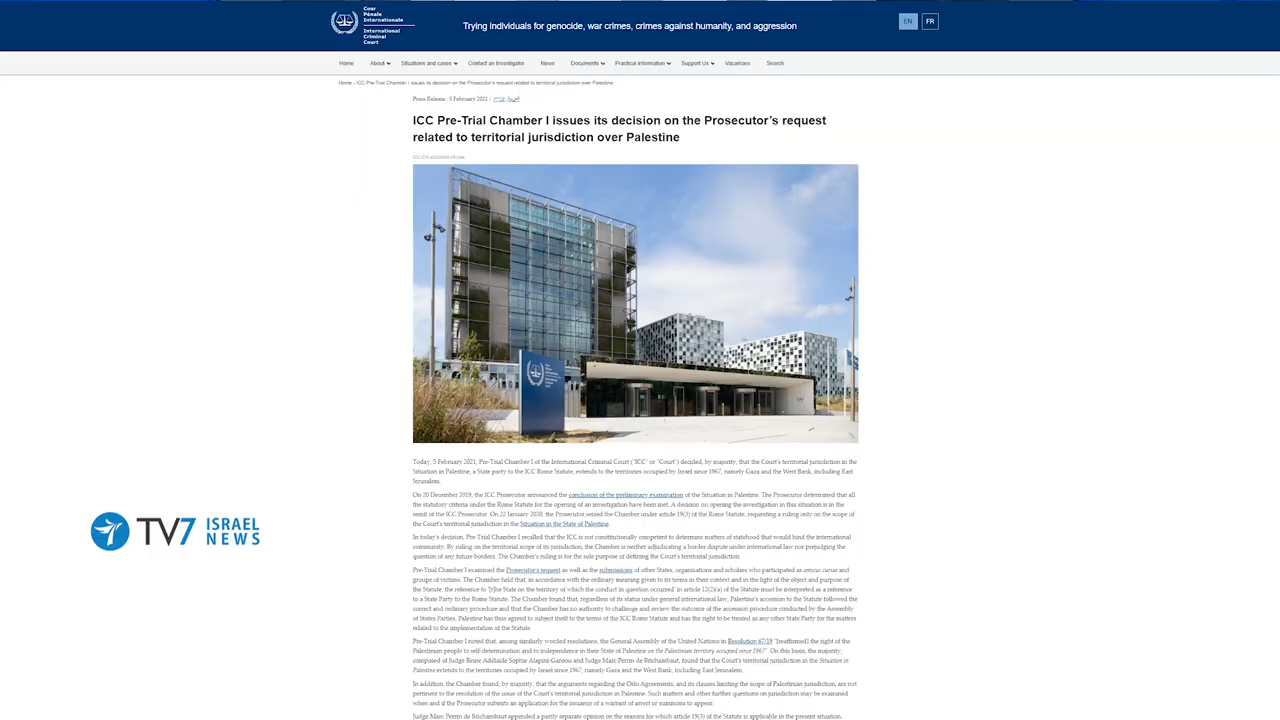 Cour
Pénale
Internationale
International
Criminal
Court
Trying individuals for genocide, war crimes, crimes against humanity, and aggression
EN FR
Home About Situations and cases Contact an Investigator News Documents Practical information Support Us Vacancies Search
Home › ICC Pre-Trial Chamber I issues its decision on the Prosecutor's request related to territorial jurisdiction over Palestine
Press Release : 5 February 2021 |
ICC Pre-Trial Chamber I issues its decision on the Prosecutor's request
related to territorial jurisdiction over Palestine
Today, 5 February 2021, Pre-Trial Chamber I of the International Criminal Court ("ICC" or "Court") decided, by majority, that the Court's territorial jurisdiction in the
Situation in Palestine, a State party to the ICC Rome Statute, extends to the territories occupied by Israel since 1967, namely Gaza and the West Bank, including East
Jerusalem.
On 20 December 2019, the ICC Prosecutor announced the conclusion of the preliminary examination of the Situation in Palestine. The Prosecutor determined that all
the statutory criteria under the Rome Statute for the opening of an investigation have been met. A decision on opening the investigation in this situation is in the
remit of the ICC Prosecutor. On 22 January 2020, the Prosecutor seized the Chamber under article 19(3) of the Rome Statute, requesting a ruling only on the scope of
the Court's territorial jurisdiction in the Situation in the State of Palestine.
In today's decision, Pre-Trial Chamber I recalled that the ICC is not constitutionally competent to determine matters of statehood that would bind the international
community. By ruling on the territorial scope of its jurisdiction, the Chamber is neither adjudicating a border dispute under international law nor prejudging the
question of any future borders. The Chamber's ruling is for the sole purpose of defining the Court's territorial jurisdiction.
Pre-Trial Chamber I examined the Prosecutor's request as well as the submissions of other States, organisations and scholars who participated as amicus curiae and
groups of victims. The Chamber held that, in accordance with the ordinary meaning given to its terms in their context and in the light of the object and purpose of
the Statute, the reference to '[t]he State on the territory of which the conduct in question occurred' in article 12(2)(a) of the Statute must be interpreted as a reference
to a State Party to the Rome Statute. The Chamber found that, regardless of its status under general international law, Palestine's accession to the Statute followed the
correct and ordinary procedure and that the Chamber has no authority to challenge and review the outcome of the accession procedure conducted by the Assembly
of States Parties. Palestine has thus agreed to subject itself to the terms of the ICC Rome Statute and has the right to be treated as any other State Party for the matters
related to the implementation of the Statute.
Pre-Trial Chamber I noted that, among similarly worded resolutions, the General Assembly of the United Nations in Resolution 67/19 "[reaffirmed] the right of the
Palestinian people to self-determination and to independence in their State of Palestine on the Palestinian territory occupied since 1967". On this basis, the majority,
composed of Judge Reine Adélaïde Sophie Alapini-Gansou and Judge Marc Perrin de Brichambaut, found that the Court's territorial jurisdiction in the Situation in
Palestine extends to the territories occupied by Israel since 1967, namely Gaza and the West Bank, including East Jerusalem.
In addition, the Chamber found, by majority, that the arguments regarding the Oslo Agreements, and its clauses limiting the scope of Palestinian jurisdiction, are not
pertinent to the resolution of the issue of the Court's territorial jurisdiction in Palestine. Such matters and other further questions on jurisdiction may be examined
when and if the Prosecutor submits an application for the issuance of a warrant of arrest or summons to appear.
Judge Marc Perrin de Brichambaut appended a partly separate opinion on the reasons for which article 19(3) of the Statute is applicable in the present situation.
TV7 ISRAEL
NEWS